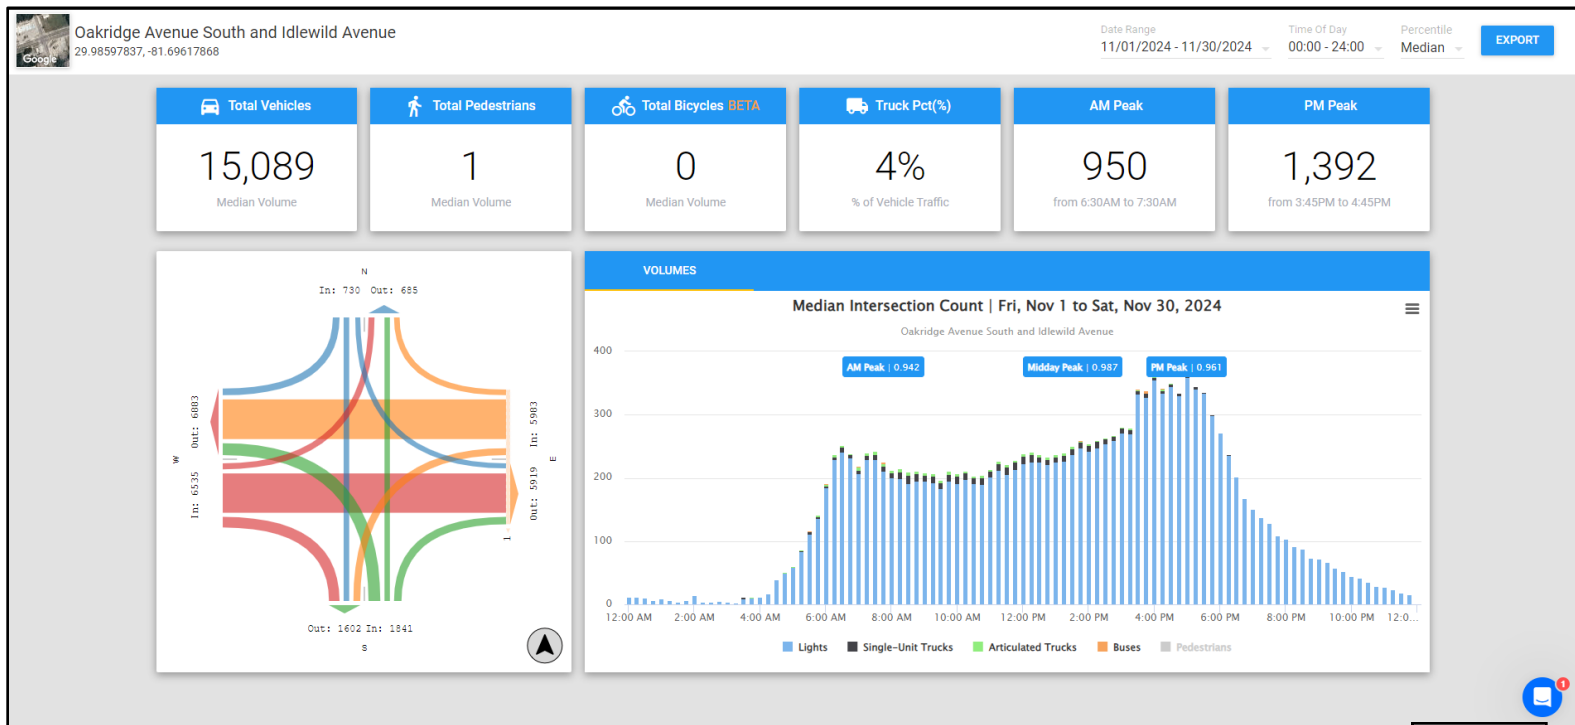 Oakridge Avenue South and Idlewild Avenue
29.98597837, -81.69617868
Google
Date Range
11/01/2024 - 11/30/2024
Time Of Day
00:00 - 24:00
Percentile
Median
EXPORT
Total Vehicles
15,089
Median Volume
Total Pedestrians
1
Median Volume
Total Bicycles BETA
0
Median Volume
Truck Pct(%)
4%
% of Vehicle Traffic
AM Peak
950
from 6:30AM to 7:30AM
PM Peak
1,392
from 3:45PM to 4:45PM
N
In: 730 Out: 685
W
Out: 6883
In: 6535
In: 5983
E
Out: 5919
1
Out: 1602 In: 1841
S
VOLUMES
Median Intersection Count | Fri, Nov 1 to Sat, Nov 30, 2024
Oakridge Avenue South and Idlewild Avenue
400
300
200
100
0
AM Peak | 0.942
Midday Peak | 0.987
PM Peak | 0.961
12:00 AM 2:00 AM 4:00 AM 6:00 AM 8:00 AM 10:00 AM 12:00 PM 2:00 PM 4:00 PM 6:00 PM 8:00 PM 10:00 PM 12:0...
Lights Single-Unit Trucks Articulated Trucks Buses Pedestrians
1